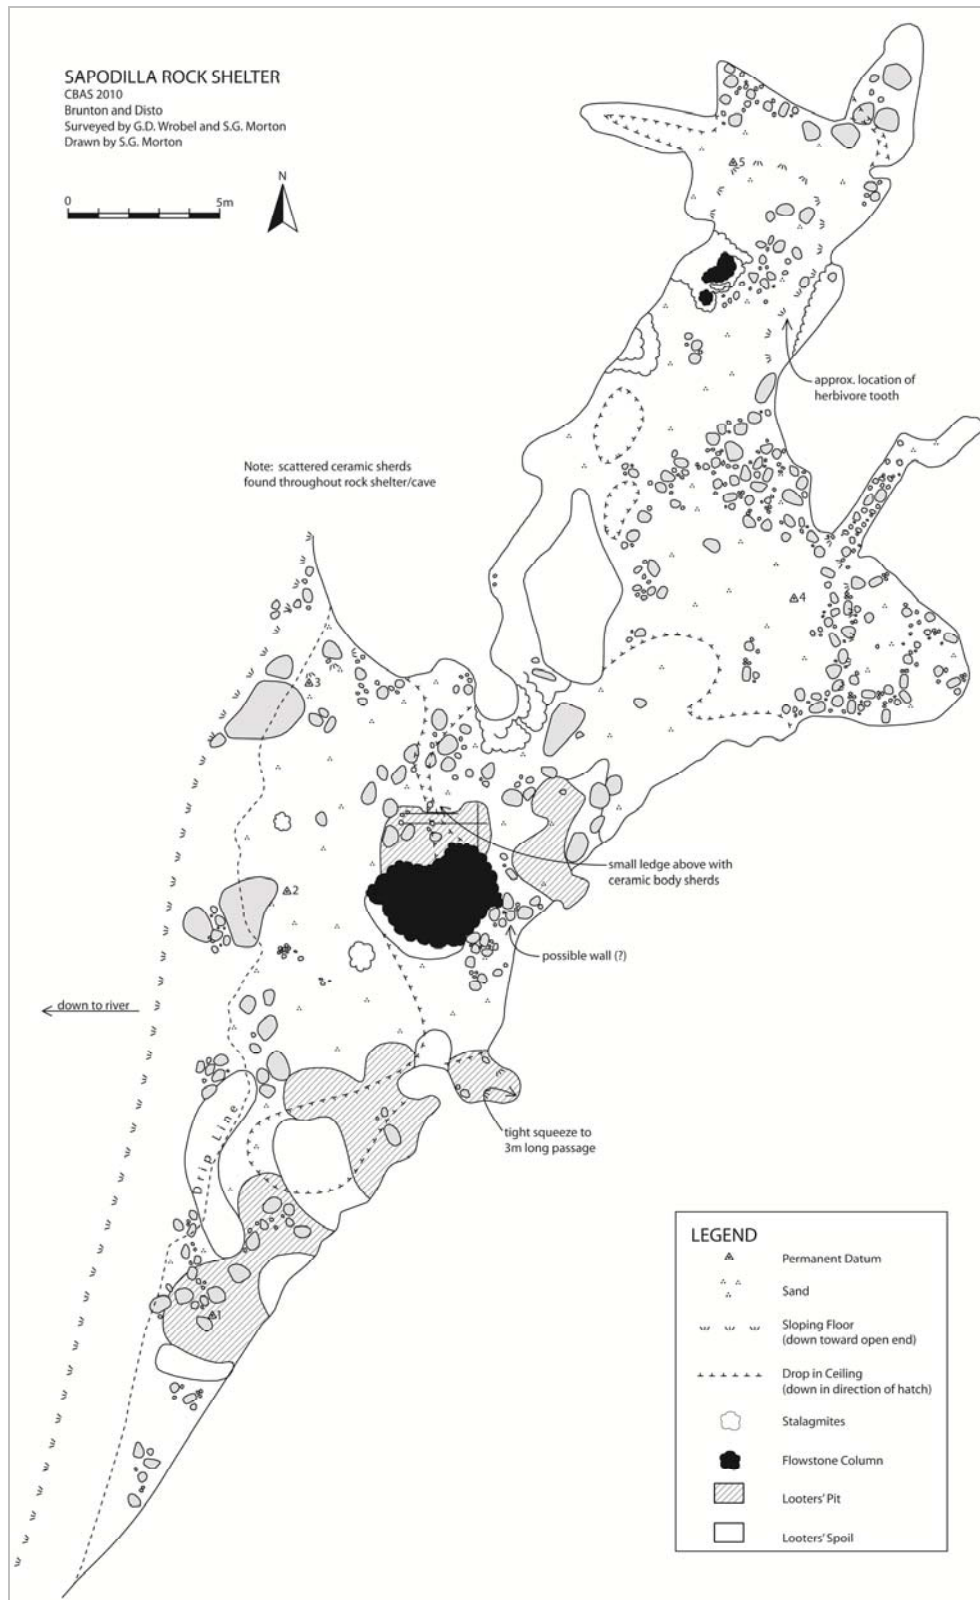 SAPODILLA ROCK SHELTER
CBAS 2010
Brunton and Disto
Surveyed by G.D. Wrobel and S.G. Morton
Drawn by S.G. Morton
0
5m
N
5
approx. location of
herbivore tooth
Note: scattered ceramic sherds
found throughout rock shelter/cave
4
3
small ledge above with
ceramic body sherds
2
possible wall (?)
down to river
Drip Line
tight squeeze to
3m long passage
1
LEGEND
Permanent Datum
Sand
Sloping Floor
(down toward open end)
Drop in Ceiling
(down in direction of hatch)
Stalagmites
Flowstone Column
Looters' Pit
Looters' Spoil